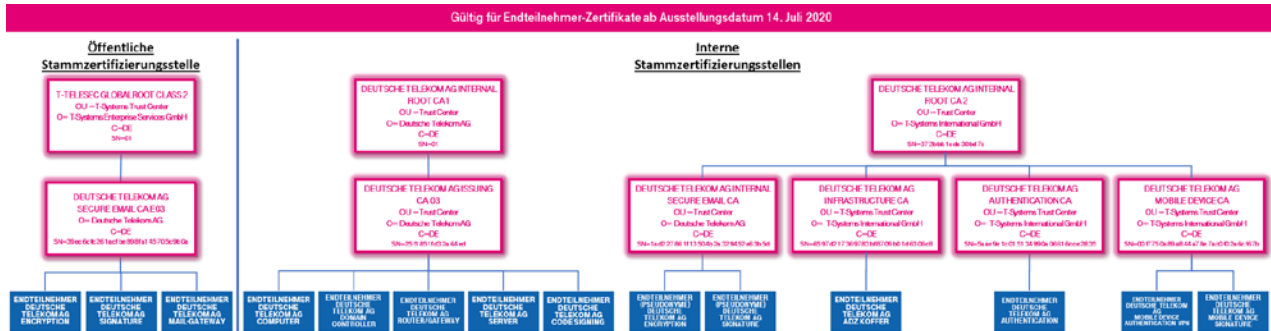 Gültig für Endteilnehmer-Zertifikate ab Ausstellungsdatum 14. Juli 2020
Öffentliche
Stammzertifizierungsstelle
Interne
Stammzertifizierungsstellen
T-TELESEC GLOBALROOT CLASS 2
OU = T-Systems Trust Center
O= T-Systems Enterprise Services GmbH
C=DE
SN=01
DEUTSCHE TELEKOM AG INTERNAL
ROOT CA 1
OU = Trust Center
O= Deutsche Telekom AG
C=DE
SN=01
DEUTSCHE TELEKOM AG INTERNAL
ROOT CA 2
OU = Trust Center
O= T-Systems International GmbH
C=DE
DEUTSCHE TELEKOM AG
SECURE EMAIL CA E03
O= Deutsche Telekom AG
C=DE
DEUTSCHE TELEKOM AG ISSUING
CA 03
OU = Trust Center
O= Deutsche Telekom AG
C=DE
DEUTSCHE TELEKOM AG INTERNAL
SECURE EMAIL CA
OU = Trust Center
O= Deutsche Telekom AG
C=DE
DEUTSCHE TELEKOM AG
INFRASTRUCTURE CA
OU = T-Systems Trust Center
O= T-Systems International GmbH
C=DE
DEUTSCHE TELEKOM AG
AUTHENTICATION CA
OU = T-Systems Trust Center
O= T-Systems International GmbH
C=DE
DEUTSCHE TELEKOM AG
MOBILE DEVICE CA
OU = T-Systems Trust Center
O= T-Systems International GmbH
C=DE
ENDTEILNEHMER
DEUTSCHE
TELEKOM AG
ENCRYPTION
ENDTEILNEHMER
DEUTSCHE
TELEKOM AG
SIGNATURE
ENDTEILNEHMER
DEUTSCHE
TELEKOM AG
MAIL-GATEWAY
ENDTEILNEHMER
DEUTSCHE
TELEKOM AG
COMPUTER
ENDTEILNEHMER
DEUTSCHE
TELEKOM AG
DOMAIN
CONTROLLER
ENDTEILNEHMER
DEUTSCHE
TELEKOM AG
ROUTER/GATEWAY
ENDTEILNEHMER
DEUTSCHE
TELEKOM AG
SERVER
ENDTEILNEHMER
DEUTSCHE
TELEKOM AG
CODESIGNING
ENDTEILNEHMER
(PSEUDONYME)
DEUTSCHE
TELEKOM AG
ENCRYPTION
ENDTEILNEHMER
(PSEUDONYME)
DEUTSCHE
TELEKOM AG
SIGNATURE
ENDTEILNEHMER
DEUTSCHE
TELEKOM AG
ADZ KOFFER
ENDTEILNEHMER
DEUTSCHE
TELEKOM AG
AUTHENTICATION
ENDTEILNEHMER
DEUTSCHE TELEKOM
AG
MOBILE DEVICE
AUTHENTICATION VPN
ENDTEILNEHMER
DEUTSCHE
TELEKOM AG
MOBILE DEVICE
SIGNATURE